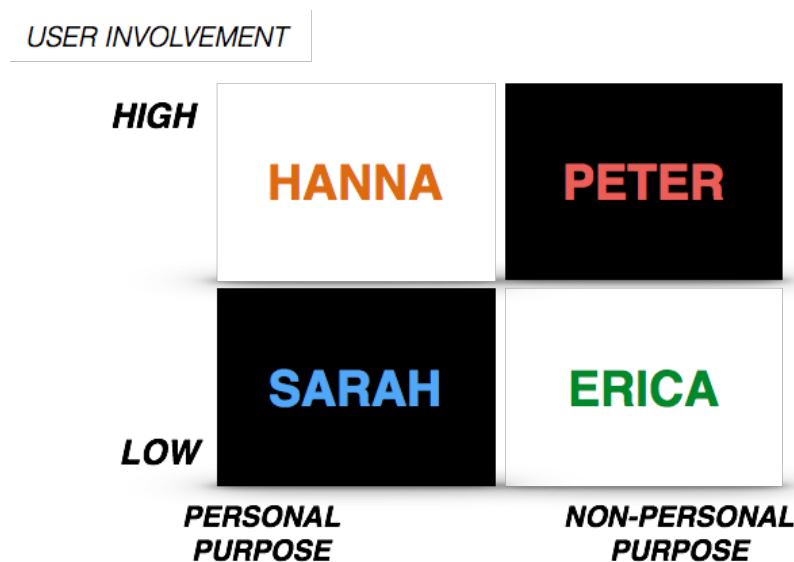 USER INVOLVEMENT
HIGH
HANNA
PETER
SARAH
ERICA
LOW
PERSONAL
PURPOSE
NON-PERSONAL
PURPOSE